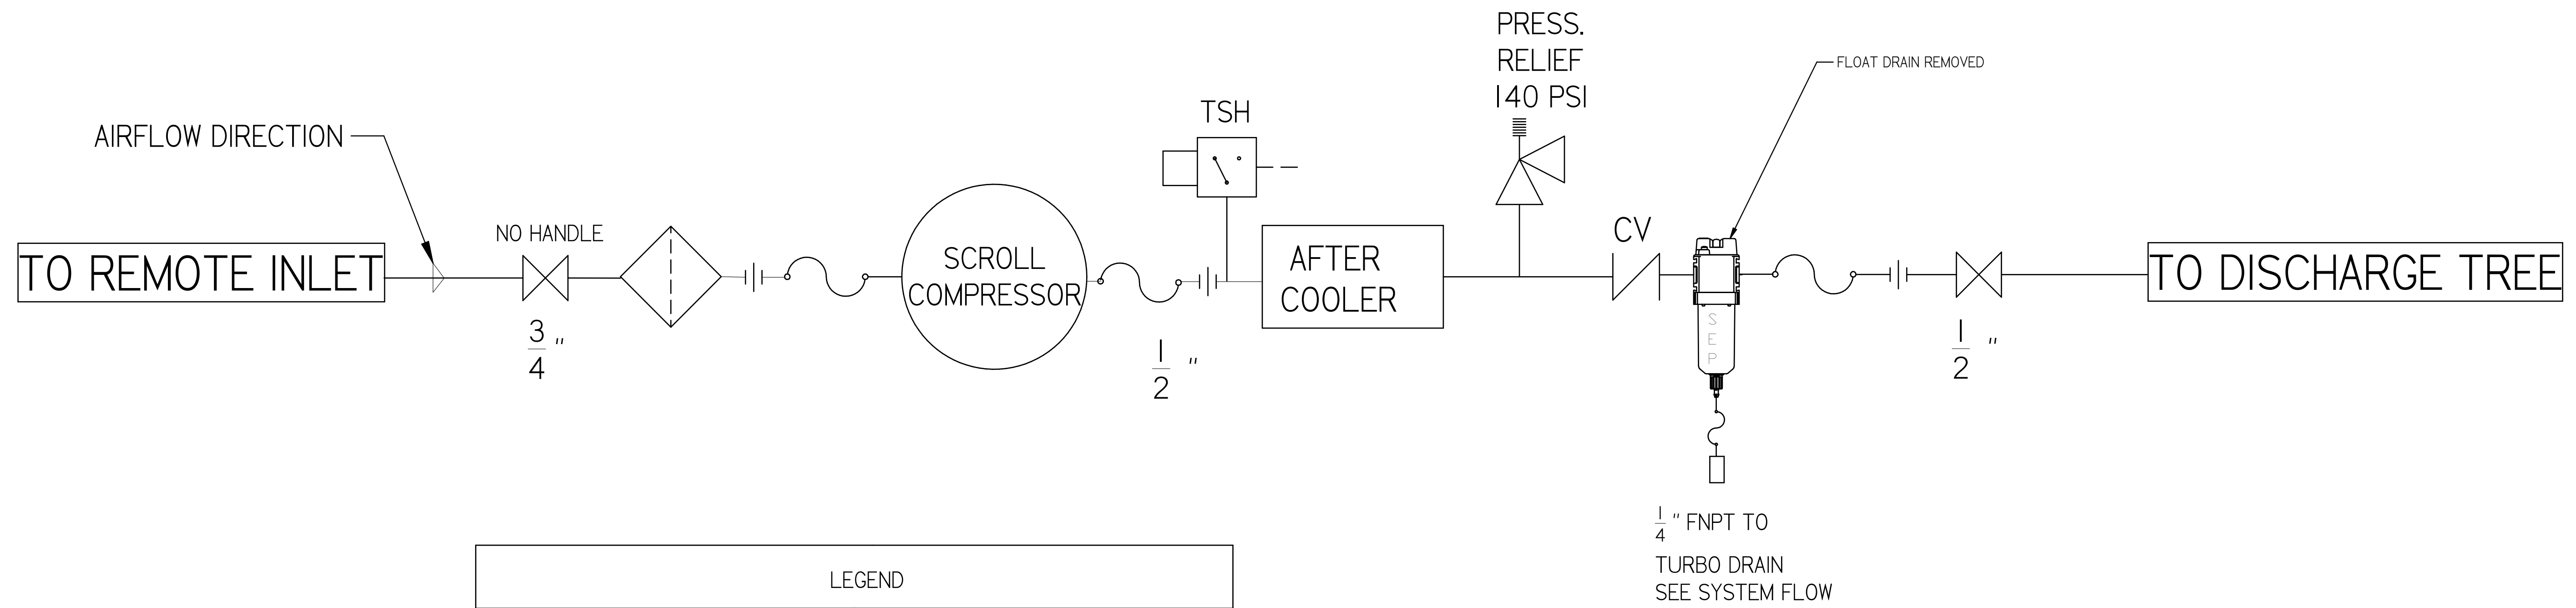 PRESS.
RELIEF
140 PSI
FLOAT DRAIN REMOVED
TSH
AIRFLOW DIRECTION
NO HANDLE
CV
TO REMOTE INLET
SCROLL
COMPRESSOR
AFTER
COOLER
TO DISCHARGE TREE
S
E
P
3/4 "
1/2 "
1/2 "
1/4 " FNPT TO
TURBO DRAIN
SEE SYSTEM FLOW
LEGEND